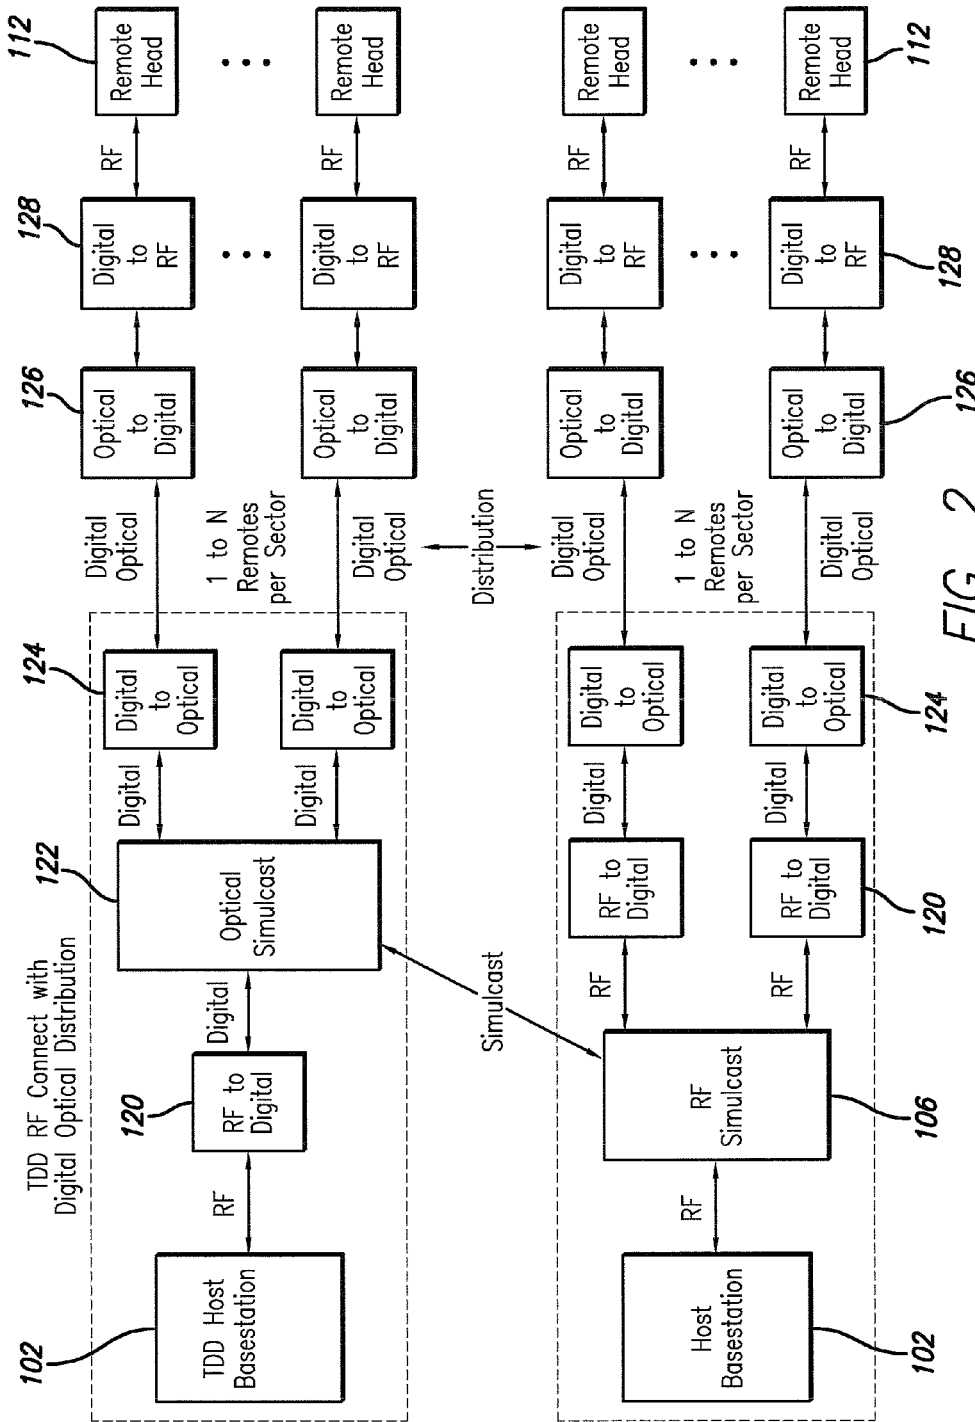 TDD RF Connect with
Digital Optical Distribution
102
TDD Host
Basestation
RF
120
RF to
Digital
Digital
122
Optical
Simulcast
Digital
Digital
124
Digital
to
Optical
Digital
to
Optical
Digital
Optical
1 to N
Remotes
per Sector
Digital
Optical
126
Optical
to
Digital
Optical
to
Digital
128
Digital
to
RF
Digital
to
RF
RF
RF
112
Remote
Head
Remote
Head
Simulcast
Distribution
Host
Basestation
102
RF
RF
Simulcast
106
RF
RF
RF to
Digital
RF to
Digital
120
Digital
Digital
Digital
to
Optical
Digital
to
Optical
124
Digital
Optical
1 to N
Remotes
per Sector
Digital
Optical
Optical
to
Digital
Optical
to
Digital
126
Digital
to
RF
Digital
to
RF
128
RF
RF
Remote
Head
Remote
Head
112
FIG. 2